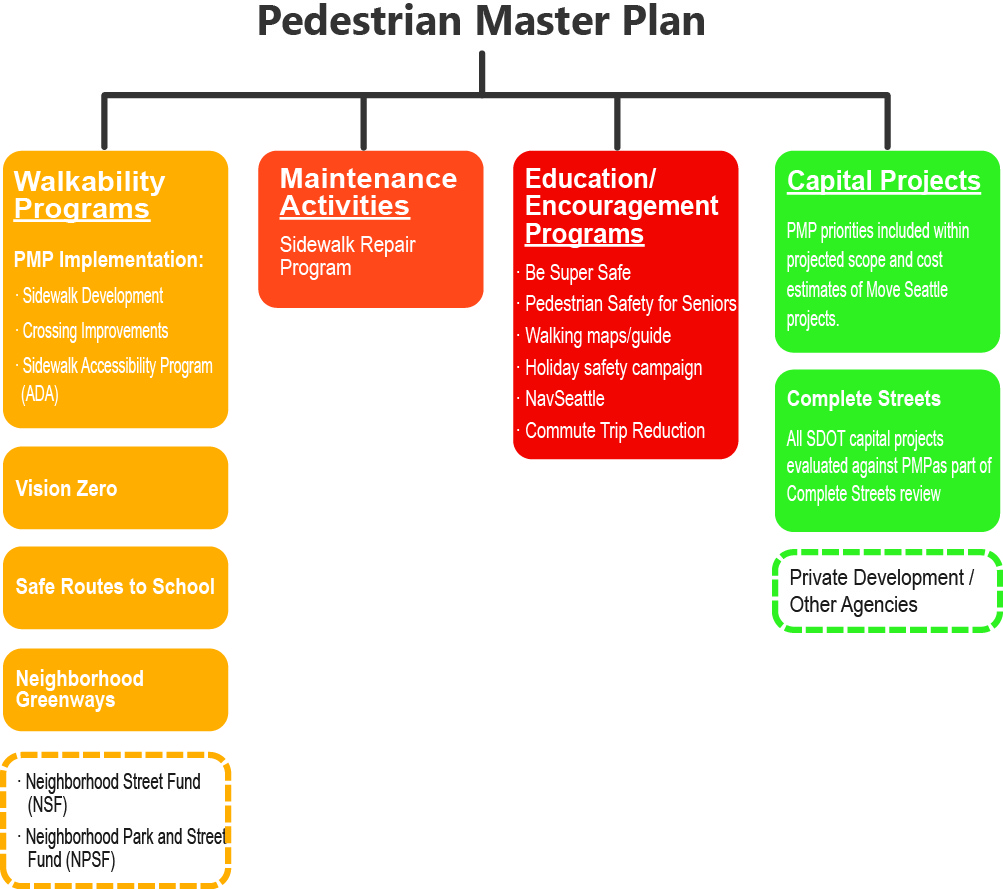 Pedestrian Master Plan
Walkability
Programs
PMP Implementation:
· Sidewalk Development
· Crossing Improvements
· Sidewalk Accessibility Program
(ADA)
Vision Zero
Safe Routes to School
Neighborhood
Greenways
· Neighborhood Street Fund
(NSF)
· Neighborhood Park and Street
Fund (NPSF)
Maintenance
Activities
Sidewalk Repair
Program
Education/
Encouragement
Programs
· Be Super Safe
· Pedestrian Safety for Seniors
· Walking maps/guide
· Holiday safety campaign
· NavSeattle
· Commute Trip Reduction
Capital Projects
PMP priorities included within
projected scope and cost
estimates of Move Seattle
projects.
Complete Streets
All SDOT capital projects
evaluated against PMPas part of
Complete Streets review
Private Development /
Other Agencies